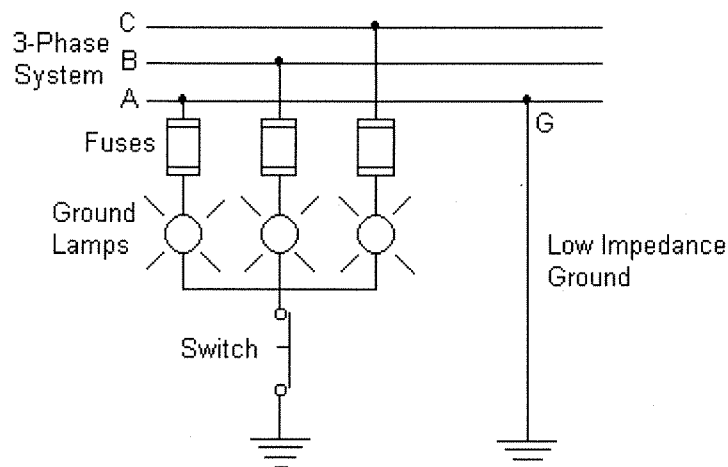 C
3-Phase
System
B
A
G
Fuses
Ground
Lamps
Low Impedance
Ground
Switch